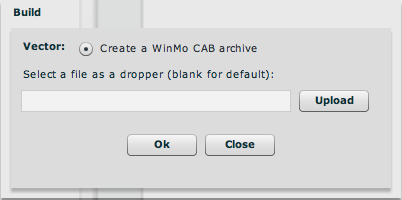 Build
Vector: Create a WinMo CAB archive
Select a file as a dropper (blank for default):
Upload
Ok Close